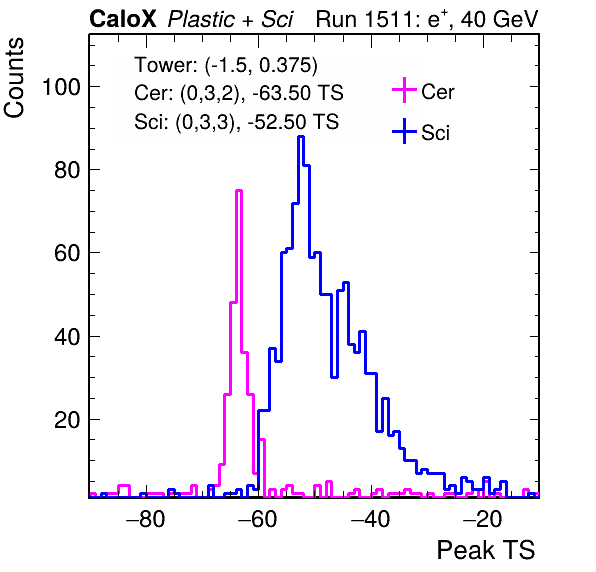 CaloX Plastic + Sci Run 1511: e+, 40 GeV
Counts
Tower: (-1.5, 0.375)
Cer: (0,3,2), -63.50 TS
Sci: (0,3,3), -52.50 TS
Cer
Sci
100
80
60
40
20
−80 −60 −40 −20
Peak TS